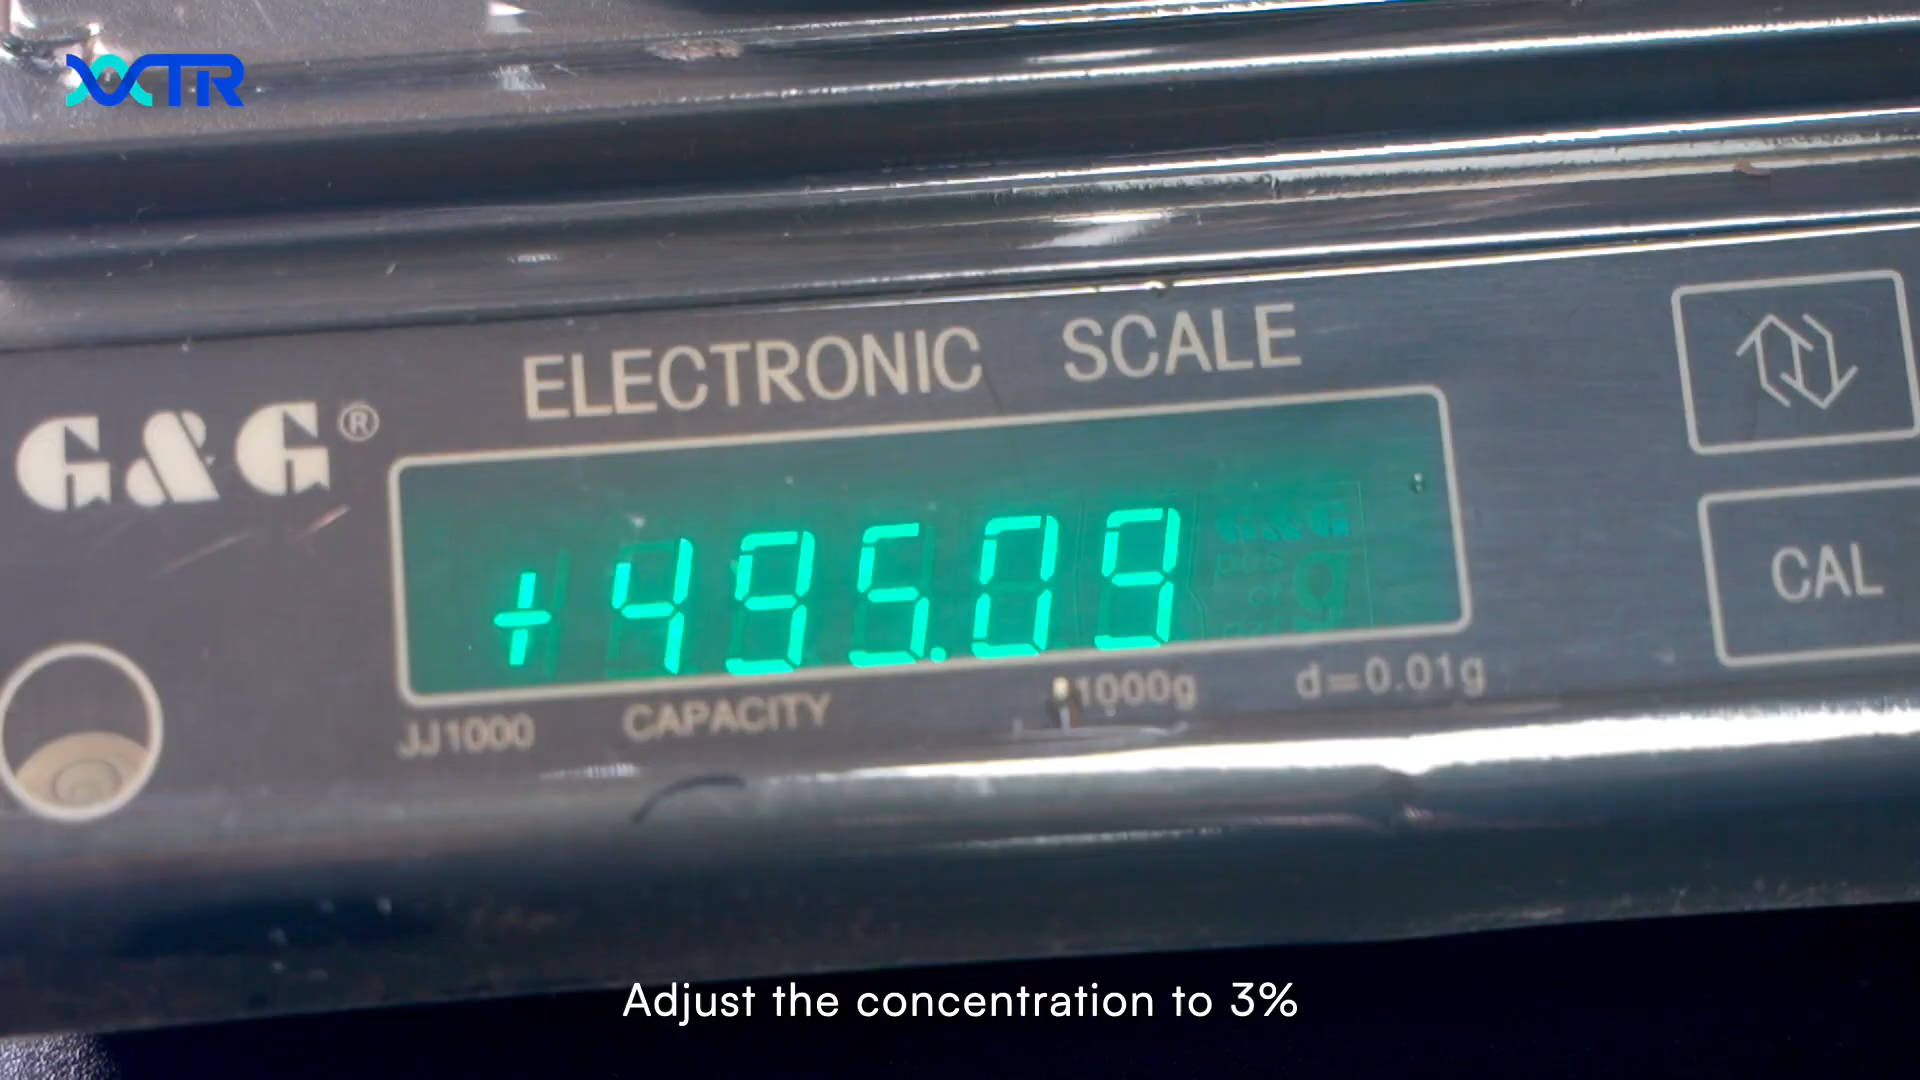 XTR
ELECTRONIC SCALE
G&G®
+495.09
CAL
JJ1000 CAPACITY 1000g d=0.01g
Adjust the concentration to 3%